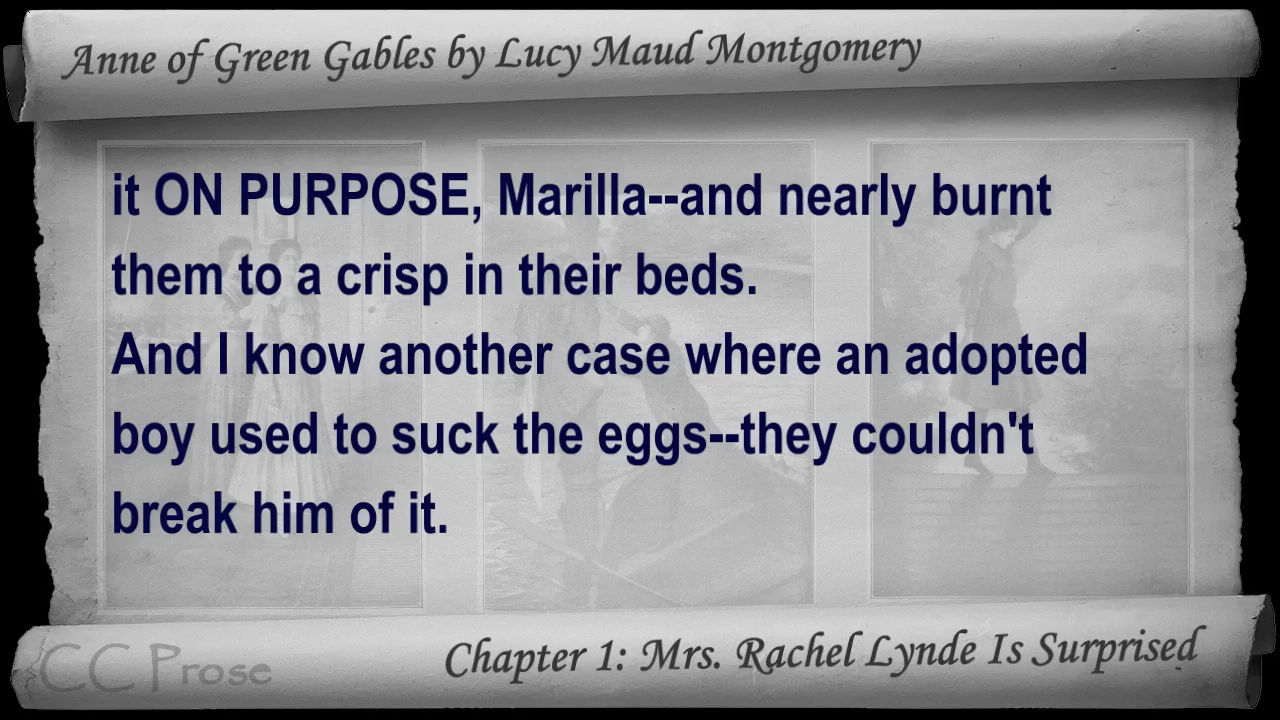 Anne of Green Gables by Lucy Maud Montgomery
it ON PURPOSE, Marilla--and nearly burnt
them to a crisp in their beds.
And I know another case where an adopted
boy used to suck the eggs--they couldn't
break him of it.
CC Prose
Chapter 1: Mrs. Rachel Lynde Is Surprised